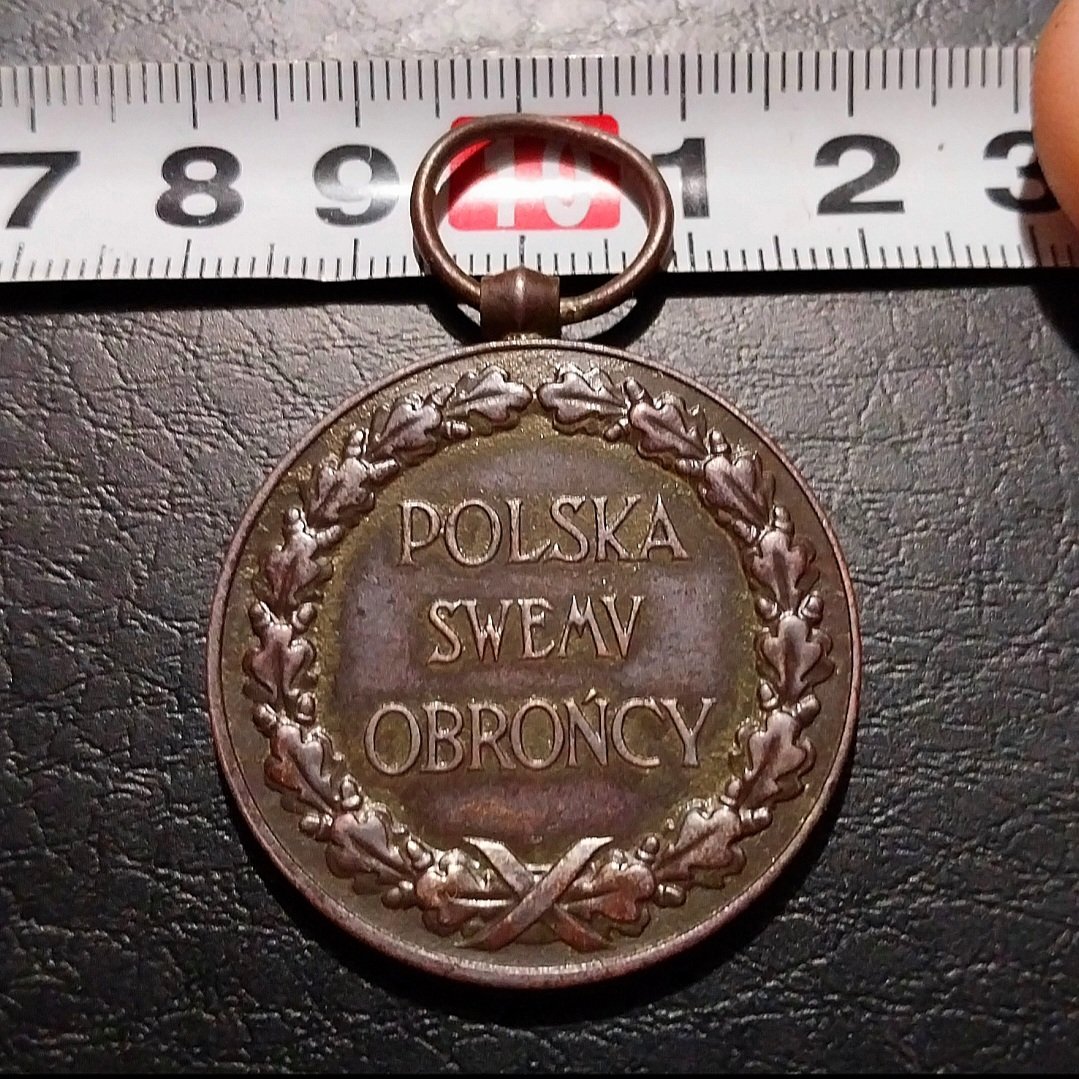 7 8 9 10 1 2 3
POLSKA
SWEMV
OBROŃCY